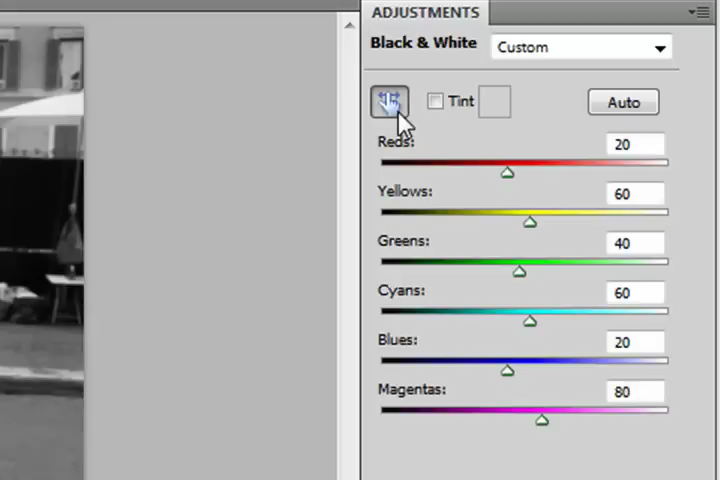 ADJUSTMENTS
Black & White Custom
Tint Auto
Reds: 20
Yellows: 60
Greens: 40
Cyans: 60
Blues: 20
Magentas: 80